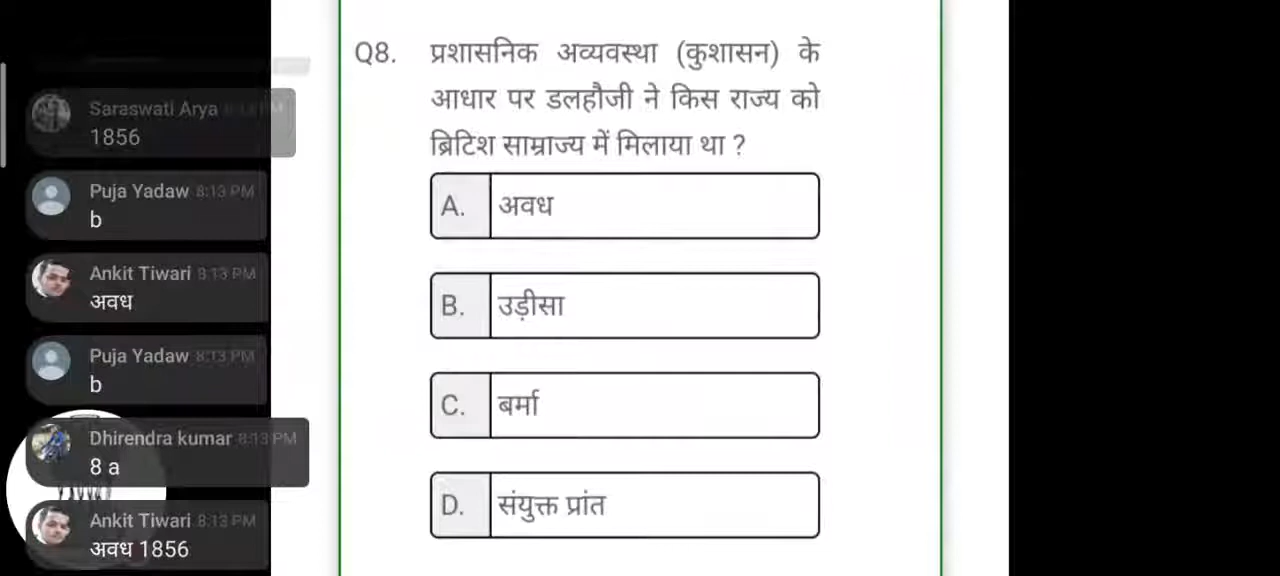 Saraswati Arya
1856
Puja Yadaw 8:13 PM
b
Ankit Tiwari 8:13 PM
अवध
Puja Yadaw 8:13 PM
b
Dhirendra kumar 8:13 PM
8 a
Ankit Tiwari 8:13 PM
अवध 1856
Q8. प्रशासनिक अव्यवस्था (कुशासन) के
आधार पर डलहौजी ने किस राज्य को
ब्रिटिश साम्राज्य में मिलाया था ?
A. अवध
B. उड़ीसा
C. बर्मा
D. संयुक्त प्रांत